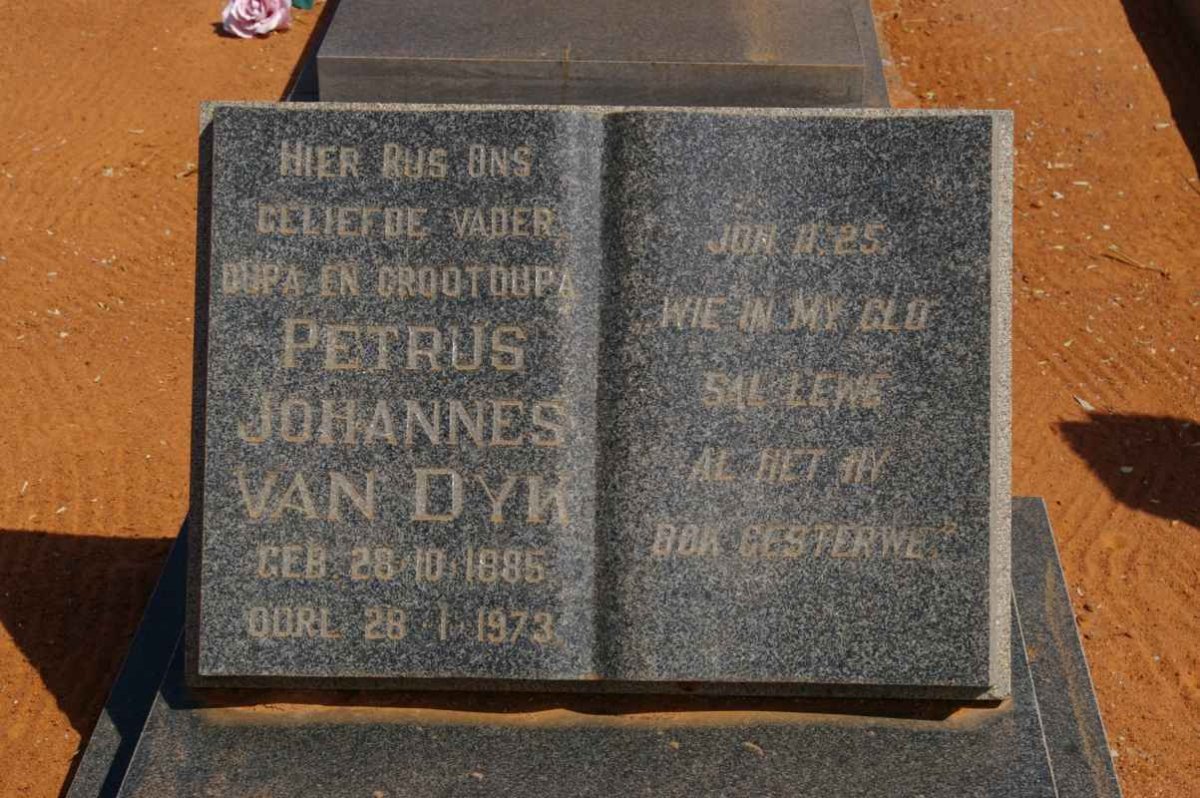 HIER RUS ONS
GELIEFDE VADER,
OUPA EN GROOTOUPA
PETRUS
JOHANNES
VAN DYK
GEB. 28·10·1885
OORL. 28·1·1973.
JOH. 11:25.
„WIE IN MY GLO
SAL LEWE
AL HET HY
OOK GESTERWE."